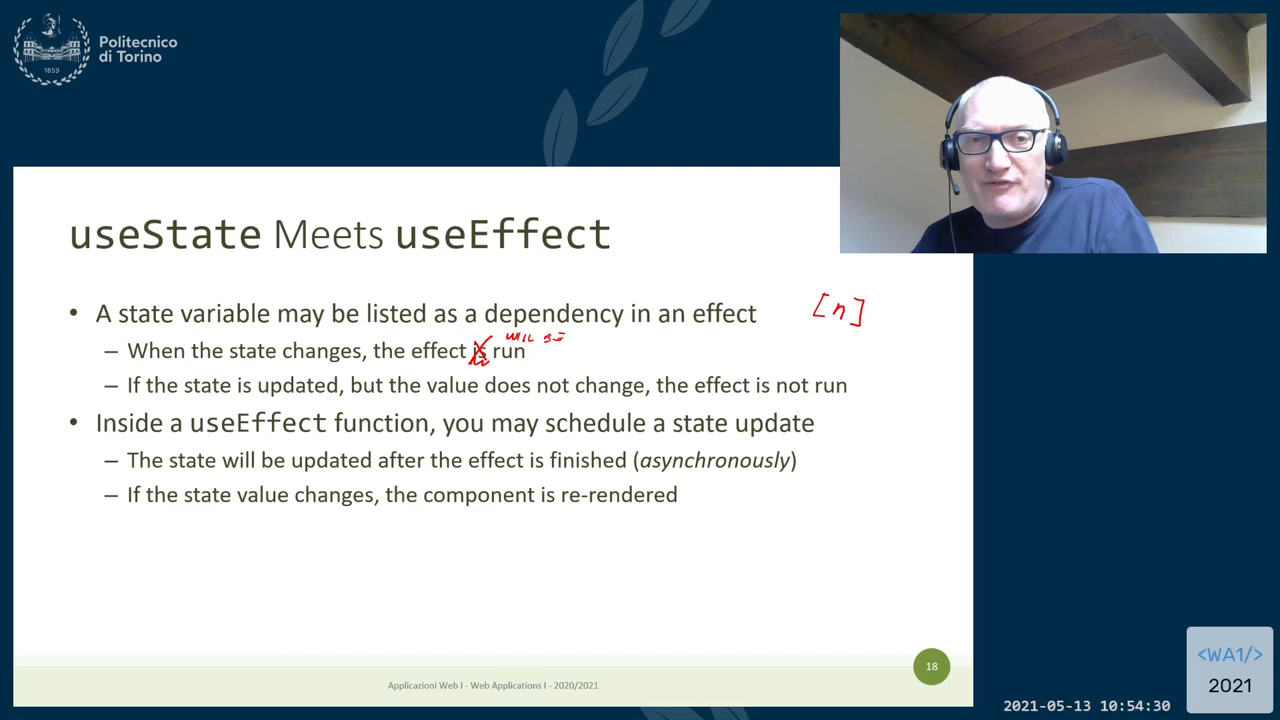 Politecnico
di Torino
1859
useState Meets useEffect
• A state variable may be listed as a dependency in an effect [n]
WILL BE
– When the state changes, the effect is run
– If the state is updated, but the value does not change, the effect is not run
• Inside a useEffect function, you may schedule a state update
– The state will be updated after the effect is finished (asynchronously)
– If the state value changes, the component is re-rendered
18
Applicazioni Web I - Web Applications I - 2020/2021
<WA1/>
2021
2021-05-13 10:54:30